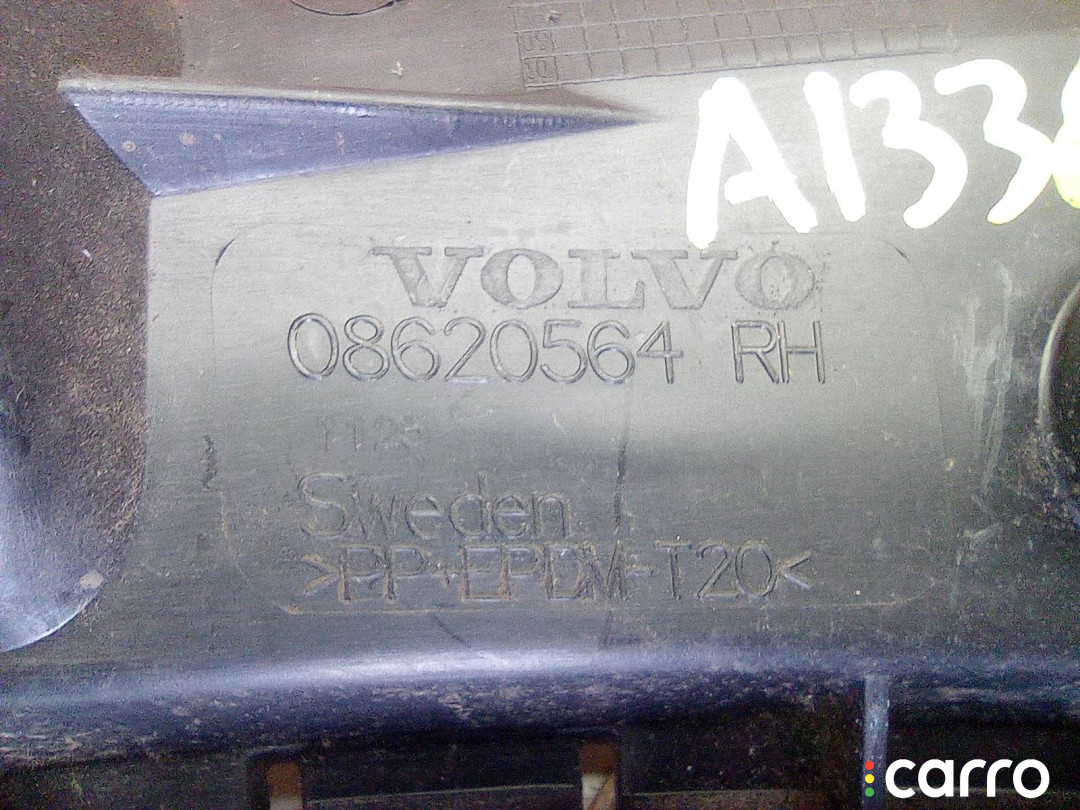 A133
VOLVO
08620564 RH
Sweden
>PP+EPDM-T20<
carro